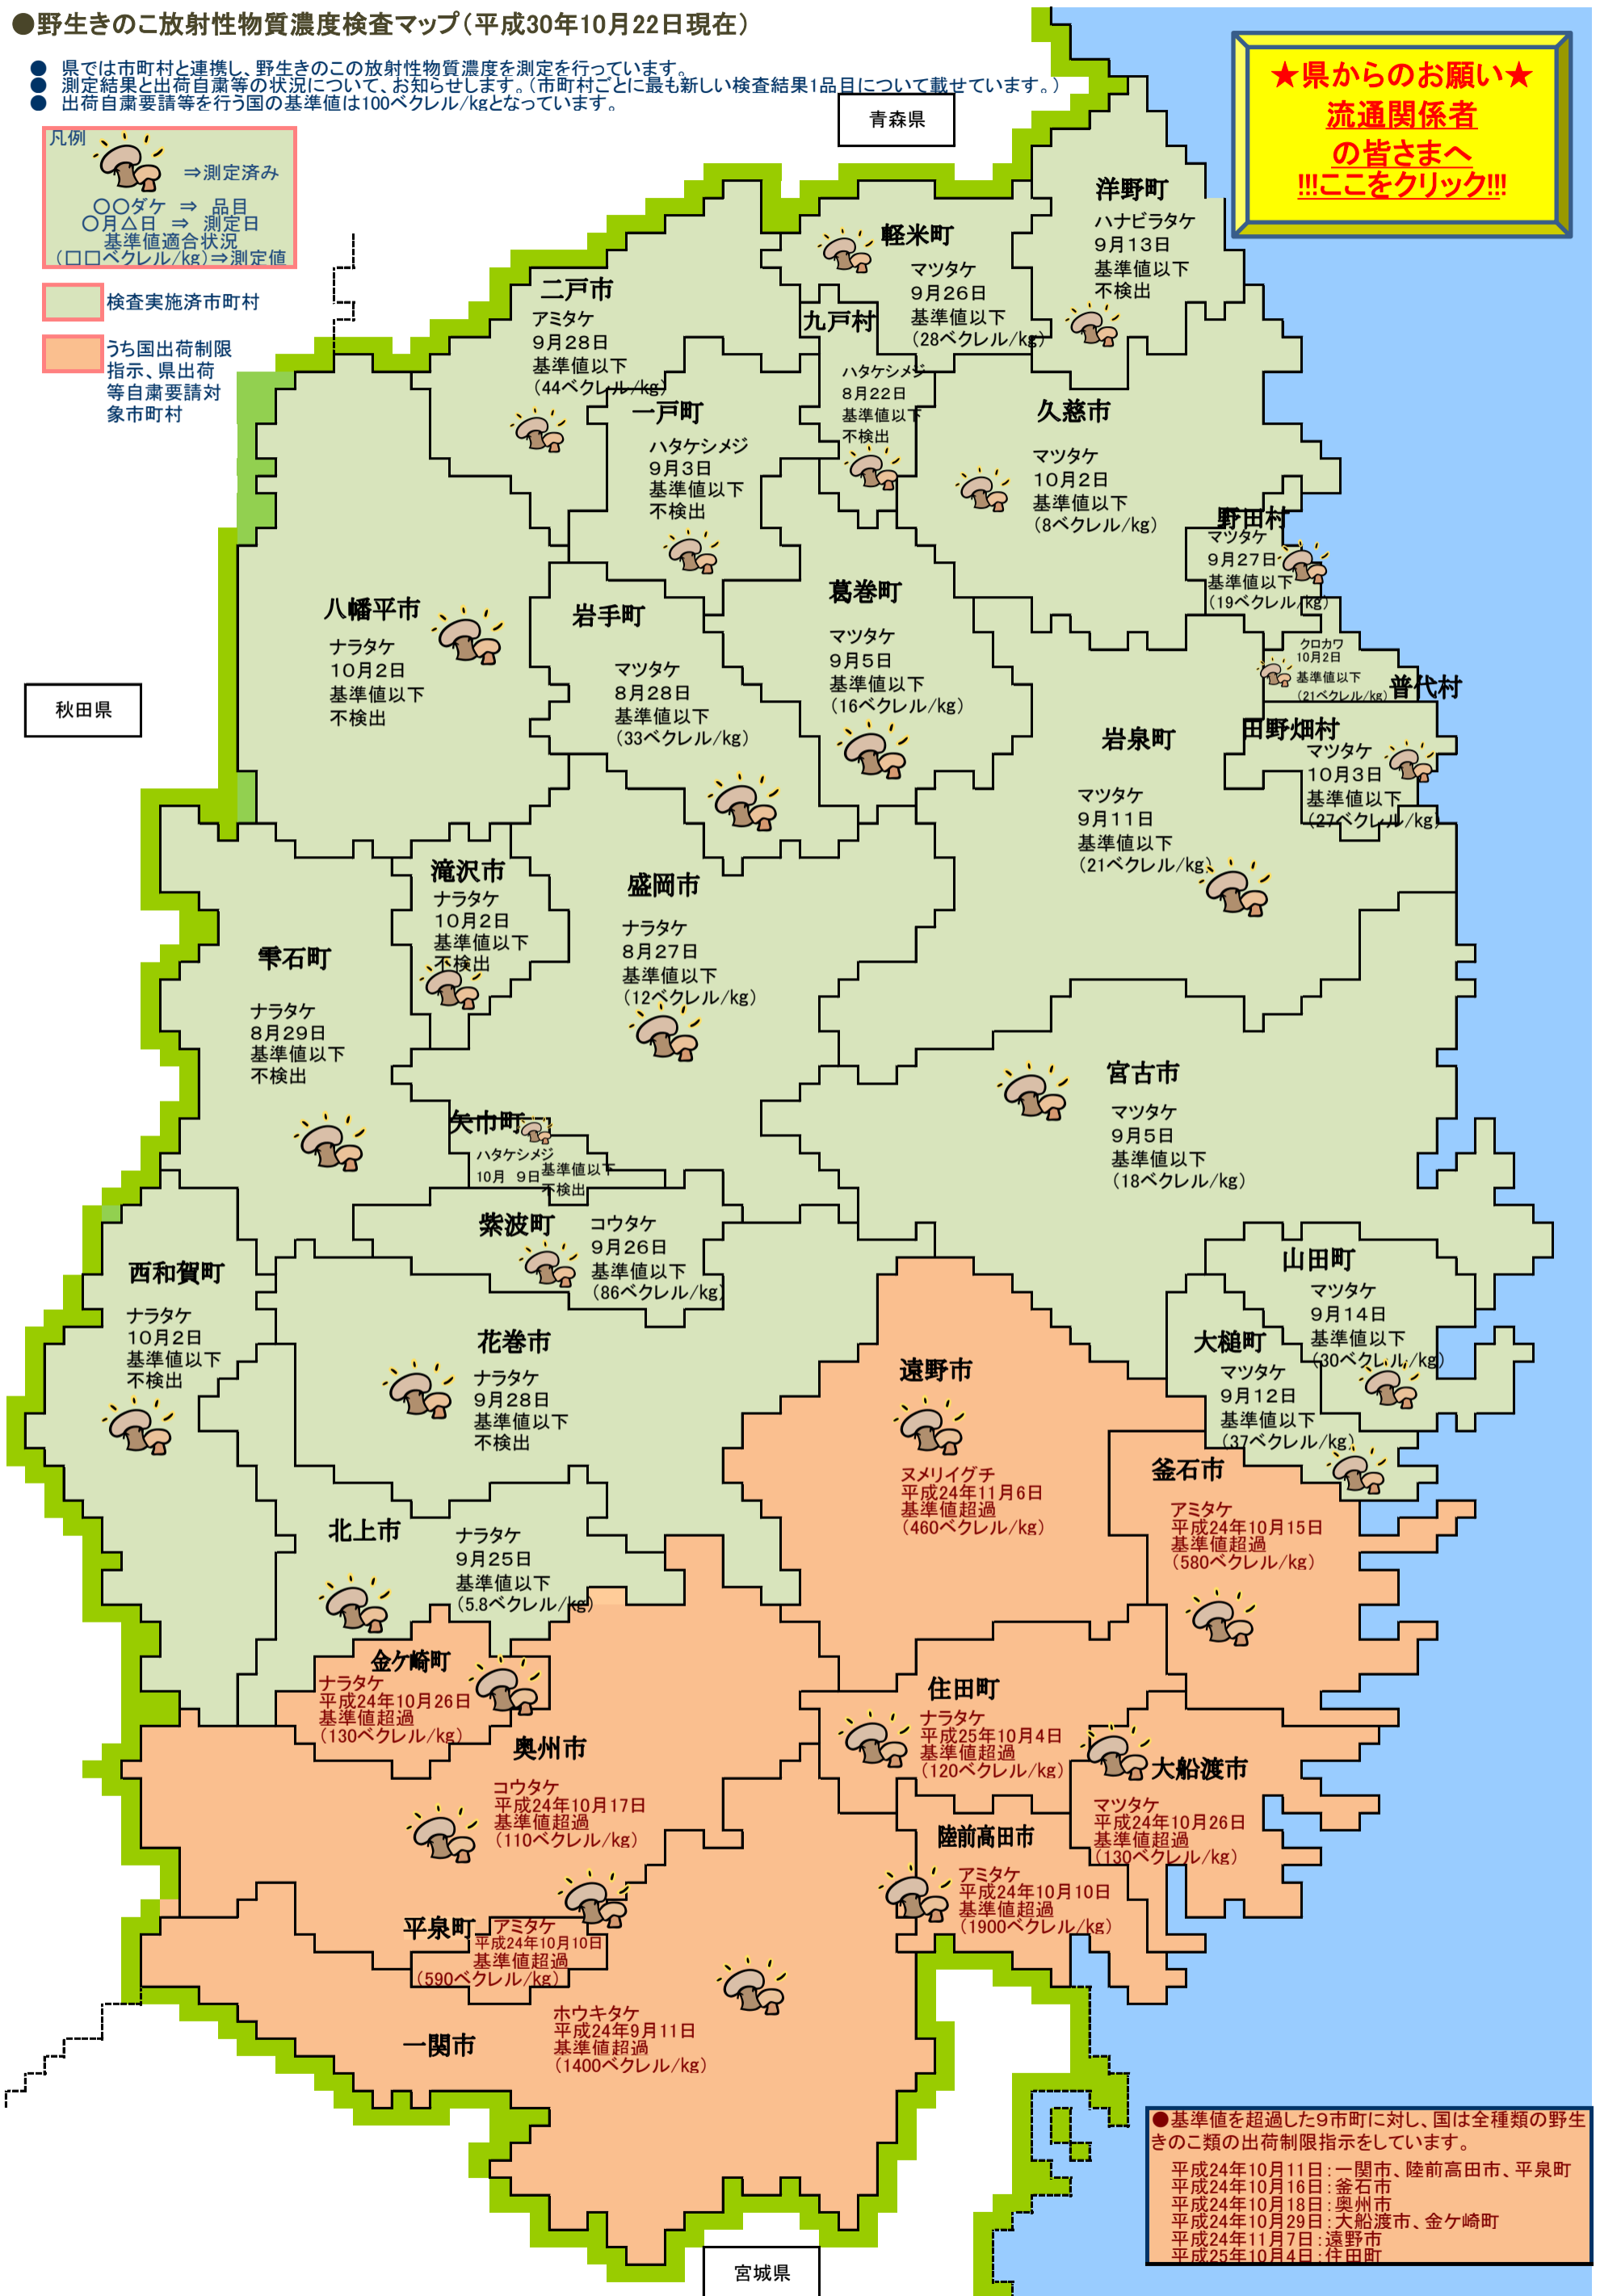 ●野生きのこ放射性物質濃度検査マップ（平成30年10月22日現在）
● 県では市町村と連携し、野生きのこの放射性物質濃度を測定を行っています。
● 測定結果と出荷自粛等の状況について、お知らせします。（市町村ごとに最も新しい検査結果1品目について載せています。）
● 出荷自粛要請等を行う国の基準値は100ベクレル/kgとなっています。
★県からのお願い★
流通関係者
の皆さまへ
!!!ここをクリック!!!
凡例
⇒測定済み
〇〇ダケ ⇒ 品目
〇月△日 ⇒ 測定日
基準値適合状況
(□□ベクレル/kg)⇒測定値
検査実施済市町村
うち国出荷制限
指示、県出荷
等自粛要請対
象市町村
青森県
秋田県
宮城県
洋野町
ハナビラタケ
9月13日
基準値以下
不検出
軽米町
マツタケ
9月26日
基準値以下
(28ベクレル/kg)
二戸市
アミタケ
9月28日
基準値以下
(44ベクレル/kg)
九戸村
ハタケシメジ
8月22日
基準値以下
不検出
一戸町
ハタケシメジ
9月3日
基準値以下
不検出
久慈市
マツタケ
10月2日
基準値以下
(8ベクレル/kg)
野田村
マツタケ
9月27日
基準値以下
(19ベクレル/kg)
八幡平市
ナラタケ
10月2日
基準値以下
不検出
岩手町
マツタケ
8月28日
基準値以下
(33ベクレル/kg)
葛巻町
マツタケ
9月5日
基準値以下
(16ベクレル/kg)
クロカワ
10月2日
基準値以下
(21ベクレル/kg)
普代村
田野畑村
マツタケ
10月3日
基準値以下
(27ベクレル/kg)
岩泉町
マツタケ
9月11日
基準値以下
(21ベクレル/kg)
滝沢市
ナラタケ
10月2日
基準値以下
不検出
盛岡市
ナラタケ
8月27日
基準値以下
(12ベクレル/kg)
雫石町
ナラタケ
8月29日
基準値以下
不検出
宮古市
マツタケ
9月5日
基準値以下
(18ベクレル/kg)
矢巾町
ハタケシメジ
10月 9日
基準値以下
不検出
紫波町
コウタケ
9月26日
基準値以下
(86ベクレル/kg)
西和賀町
ナラタケ
10月2日
基準値以下
不検出
山田町
マツタケ
9月14日
基準値以下
(30ベクレル/kg)
大槌町
マツタケ
9月12日
基準値以下
(37ベクレル/kg)
花巻市
ナラタケ
9月28日
基準値以下
不検出
遠野市
ヌメリイグチ
平成24年11月6日
基準値超過
(460ベクレル/kg)
釜石市
アミタケ
平成24年10月15日
基準値超過
(580ベクレル/kg)
北上市
ナラタケ
9月25日
基準値以下
(5.8ベクレル/kg)
金ケ崎町
ナラタケ
平成24年10月26日
基準値超過
(130ベクレル/kg)
住田町
ナラタケ
平成25年10月4日
基準値超過
(120ベクレル/kg)
奥州市
コウタケ
平成24年10月17日
基準値超過
(110ベクレル/kg)
大船渡市
マツタケ
平成24年10月26日
基準値超過
(130ベクレル/kg)
陸前高田市
アミタケ
平成24年10月10日
基準値超過
(1900ベクレル/kg)
平泉町
アミタケ
平成24年10月10日
基準値超過
(590ベクレル/kg)
一関市
ホウキタケ
平成24年9月11日
基準値超過
(1400ベクレル/kg)
●基準値を超過した9市町に対し、国は全種類の野生
きのこ類の出荷制限指示をしています。
平成24年10月11日：一関市、陸前高田市、平泉町
平成24年10月16日：釜石市
平成24年10月18日：奥州市
平成24年10月29日：大船渡市、金ケ崎町
平成24年11月7日：遠野市
平成25年10月4日：住田町